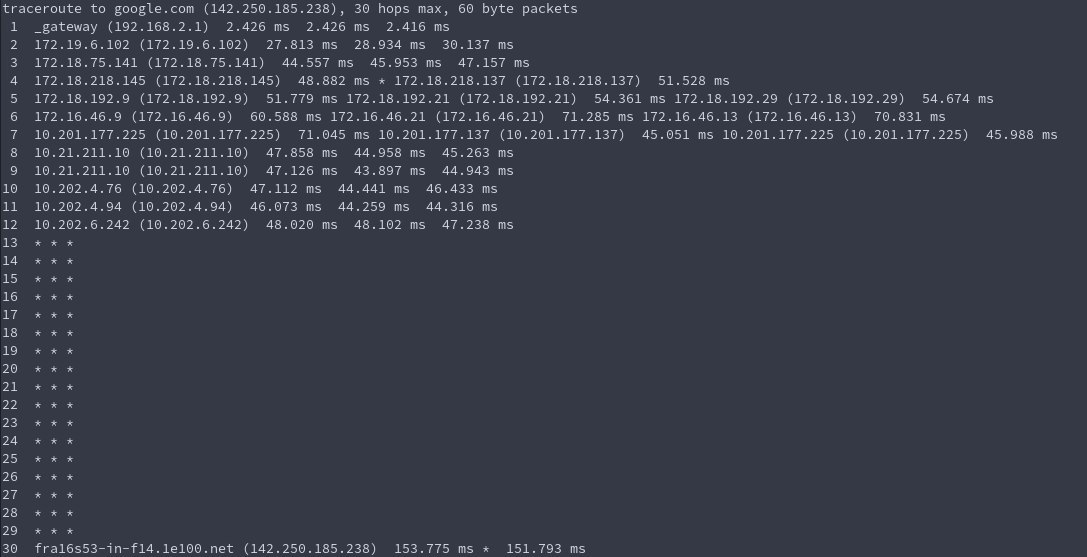 traceroute to google.com (142.250.185.238), 30 hops max, 60 byte packets
 1  _gateway (192.168.2.1)  2.426 ms  2.426 ms  2.416 ms
 2  172.19.6.102 (172.19.6.102)  27.813 ms  28.934 ms  30.137 ms
 3  172.18.75.141 (172.18.75.141)  44.557 ms  45.953 ms  47.157 ms
 4  172.18.218.145 (172.18.218.145)  48.882 ms * 172.18.218.137 (172.18.218.137)  51.528 ms
 5  172.18.192.9 (172.18.192.9)  51.779 ms 172.18.192.21 (172.18.192.21)  54.361 ms 172.18.192.29 (172.18.192.29)  54.674 ms
 6  172.16.46.9 (172.16.46.9)  60.588 ms 172.16.46.21 (172.16.46.21)  71.285 ms 172.16.46.13 (172.16.46.13)  70.831 ms
 7  10.201.177.225 (10.201.177.225)  71.045 ms 10.201.177.137 (10.201.177.137)  45.051 ms 10.201.177.225 (10.201.177.225)  45.988 ms
 8  10.21.211.10 (10.21.211.10)  47.858 ms  44.958 ms  45.263 ms
 9  10.21.211.10 (10.21.211.10)  47.126 ms  43.897 ms  44.943 ms
10  10.202.4.76 (10.202.4.76)  47.112 ms  44.441 ms  46.433 ms
11  10.202.4.94 (10.202.4.94)  46.073 ms  44.259 ms  44.316 ms
12  10.202.6.242 (10.202.6.242)  48.020 ms  48.102 ms  47.238 ms
13  * * *
14  * * *
15  * * *
16  * * *
17  * * *
18  * * *
19  * * *
20  * * *
21  * * *
22  * * *
23  * * *
24  * * *
25  * * *
26  * * *
27  * * *
28  * * *
29  * * *
30  fra16s53-in-f14.1e100.net (142.250.185.238)  153.775 ms *  151.793 ms